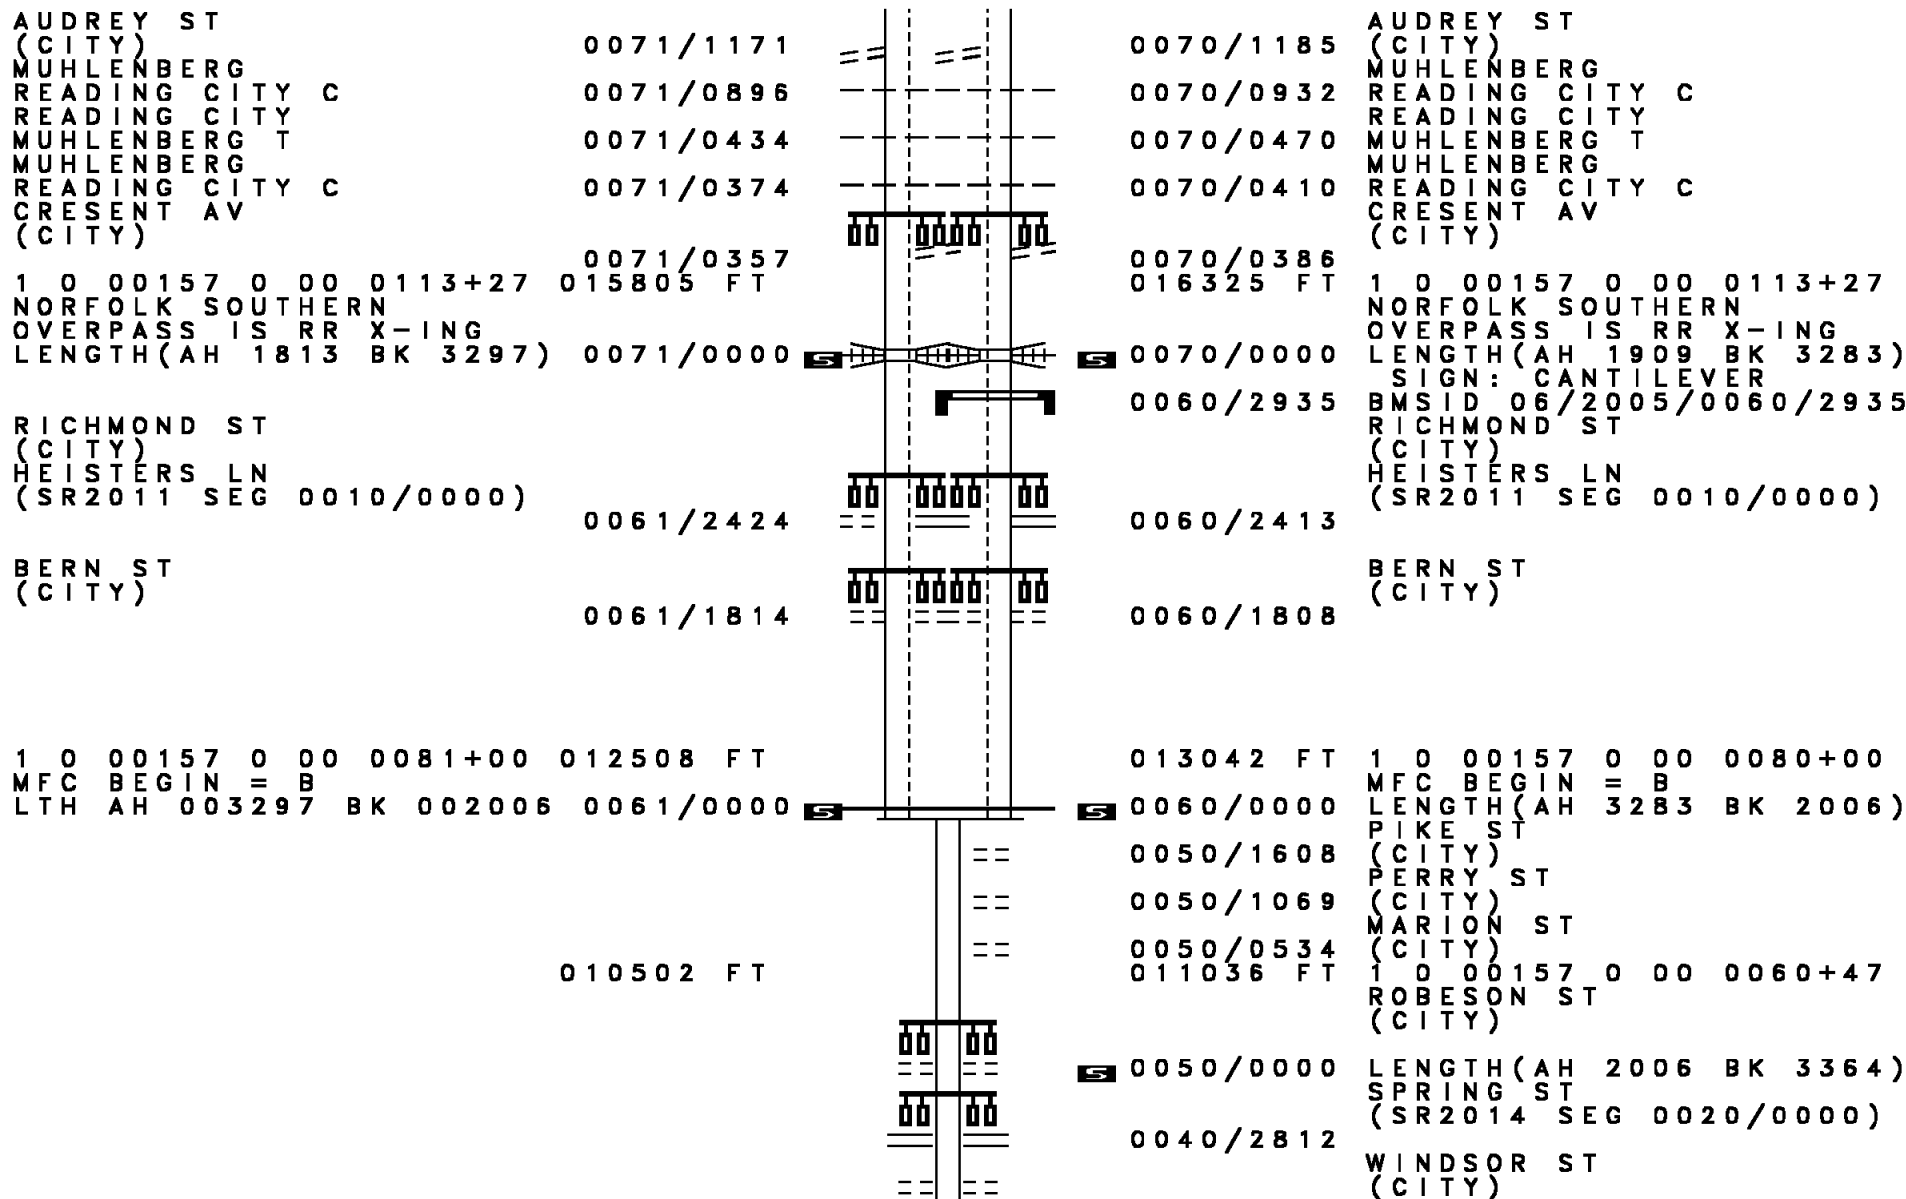 AUDREY ST
(CITY)
0071/1171
MUHLENBERG
READING CITY C
0071/0896
READING CITY
MUHLENBERG T
0071/0434
MUHLENBERG
READING CITY C
0071/0374
CRESENT AV
(CITY)
0071/0357
1 0 00157 0 00 0113+27 015805 FT
NORFOLK SOUTHERN
OVERPASS IS RR X-ING
LENGTH(AH 1813 BK 3297) 0071/0000 S
RICHMOND ST
(CITY)
HEISTERS LN
(SR2011 SEG 0010/0000)
0061/2424
BERN ST
(CITY)
0061/1814
1 0 00157 0 00 0081+00 012508 FT
MFC BEGIN = B
LTH AH 003297 BK 002006 0061/0000 S
010502 FT
AUDREY ST
0070/1185 (CITY)
MUHLENBERG
0070/0932 READING CITY C
READING CITY
0070/0470 MUHLENBERG T
MUHLENBERG
0070/0410 READING CITY C
CRESENT AV
(CITY)
0070/0386
016325 FT 1 0 00157 0 00 0113+27
NORFOLK SOUTHERN
OVERPASS IS RR X-ING
S 0070/0000 LENGTH(AH 1909 BK 3283)
SIGN: CANTILEVER
0060/2935 BMSID 06/2005/0060/2935
RICHMOND ST
(CITY)
HEISTERS LN
(SR2011 SEG 0010/0000)
0060/2413
BERN ST
(CITY)
0060/1808
013042 FT 1 0 00157 0 00 0080+00
MFC BEGIN = B
S 0060/0000 LENGTH(AH 3283 BK 2006)
PIKE ST
0050/1608 (CITY)
PERRY ST
0050/1069 (CITY)
MARION ST
0050/0534 (CITY)
011036 FT 1 0 00157 0 00 0060+47
ROBESON ST
(CITY)
S 0050/0000 LENGTH(AH 2006 BK 3364)
SPRING ST
(SR2014 SEG 0020/0000)
0040/2812
WINDSOR ST
(CITY)